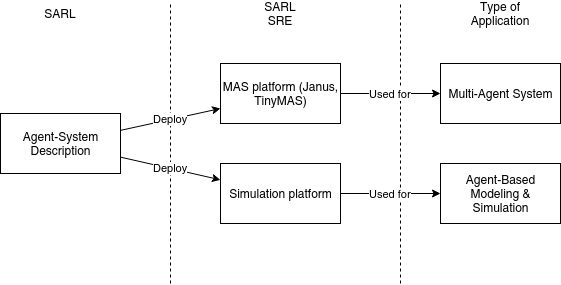 SARL
SARL
SRE
Type of
Application
Agent-System
Description
Deploy
Deploy
MAS platform (Janus,
TinyMAS)
Used for
Multi-Agent System
Simulation platform
Used for
Agent-Based
Modeling &
Simulation